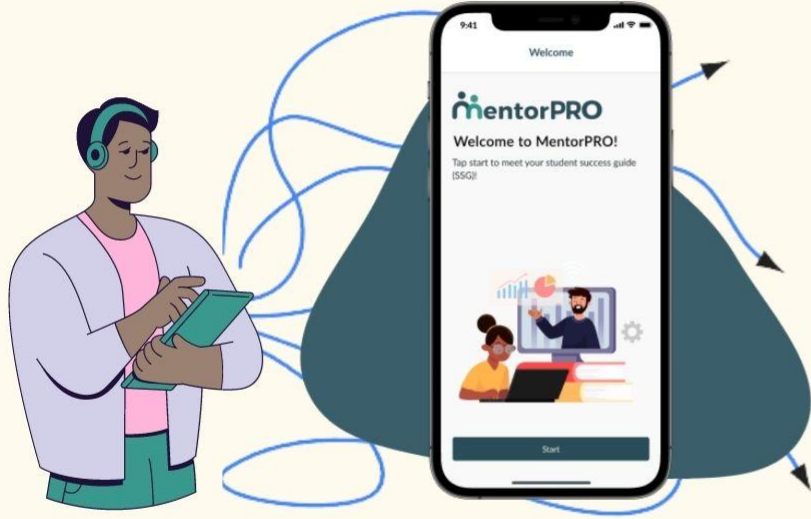 9:41
Welcome
mentorPRO
Welcome to MentorPRO!
Tap start to meet your student success guide
(SSG)!
Start